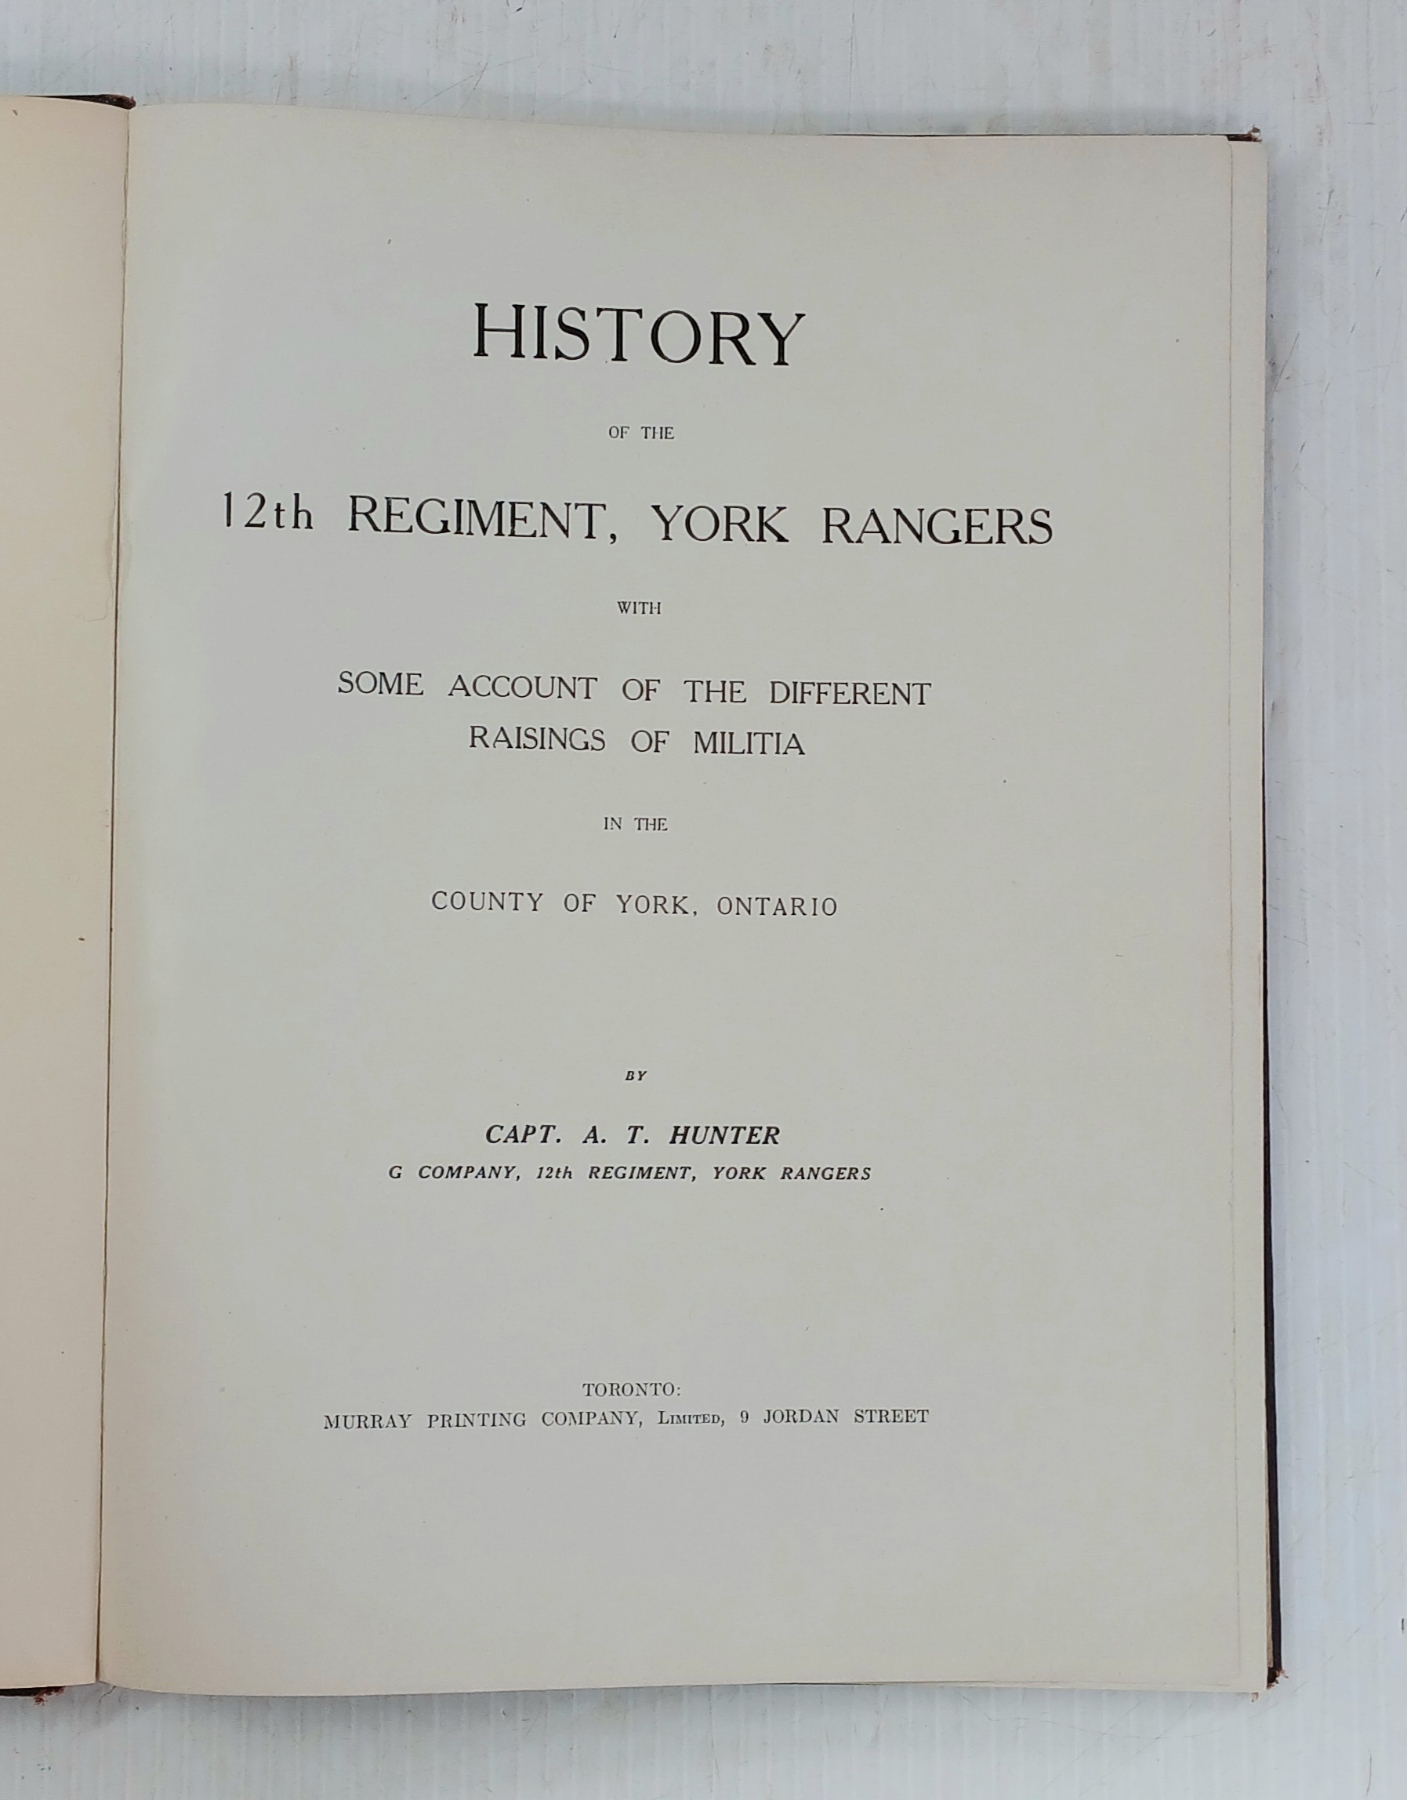 HISTORY
OF THE
12th REGIMENT, YORK RANGERS
WITH
SOME ACCOUNT OF THE DIFFERENT
RAISINGS OF MILITIA
IN THE
COUNTY OF YORK, ONTARIO
BY
CAPT. A. T. HUNTER
G COMPANY, 12th REGIMENT, YORK RANGERS
TORONTO:
MURRAY PRINTING COMPANY, LIMITED, 9 JORDAN STREET